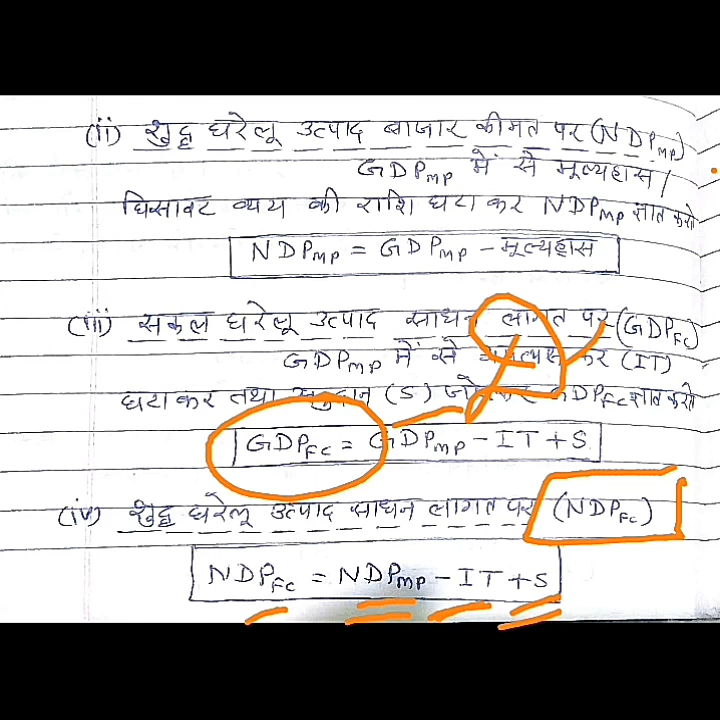 (ii) शुद्ध घरेलू उत्पाद बाजार कीमत पर (NDPMP)
GDPMP में से मूल्यह्रास /
घिसावट व्यय की राशि घटा कर NDPMP ज्ञात करो
NDPMP = GDPMP - मूल्यह्रास
(iii) सकल घरेलू उत्पाद साधन लागत पर (GDPFC)
GDPMP में से कर (IT)
घटा कर तथा (S) GDPFC ज्ञात करो
GDPFC = GDPMP - IT + S
(iv) शुद्ध घरेलू उत्पाद साधन लागत पर (NDPFC)
NDPFC = NDPMP - IT + S